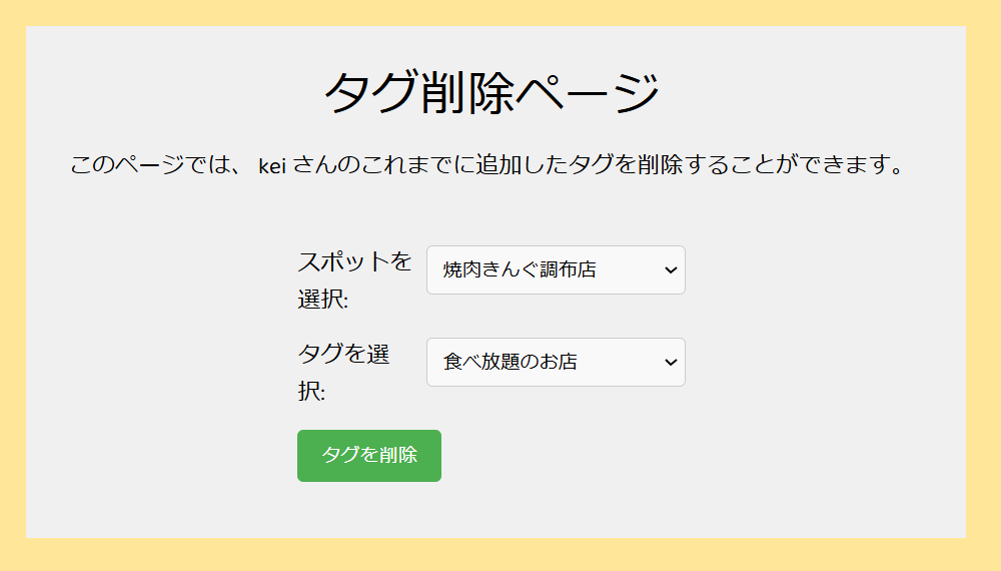 タグ削除ページ
このページでは、 kei さんのこれまでに追加したタグを削除することができます。
スポットを
選択:
焼肉きんぐ調布店
タグを選
択:
食べ放題のお店
タグを削除